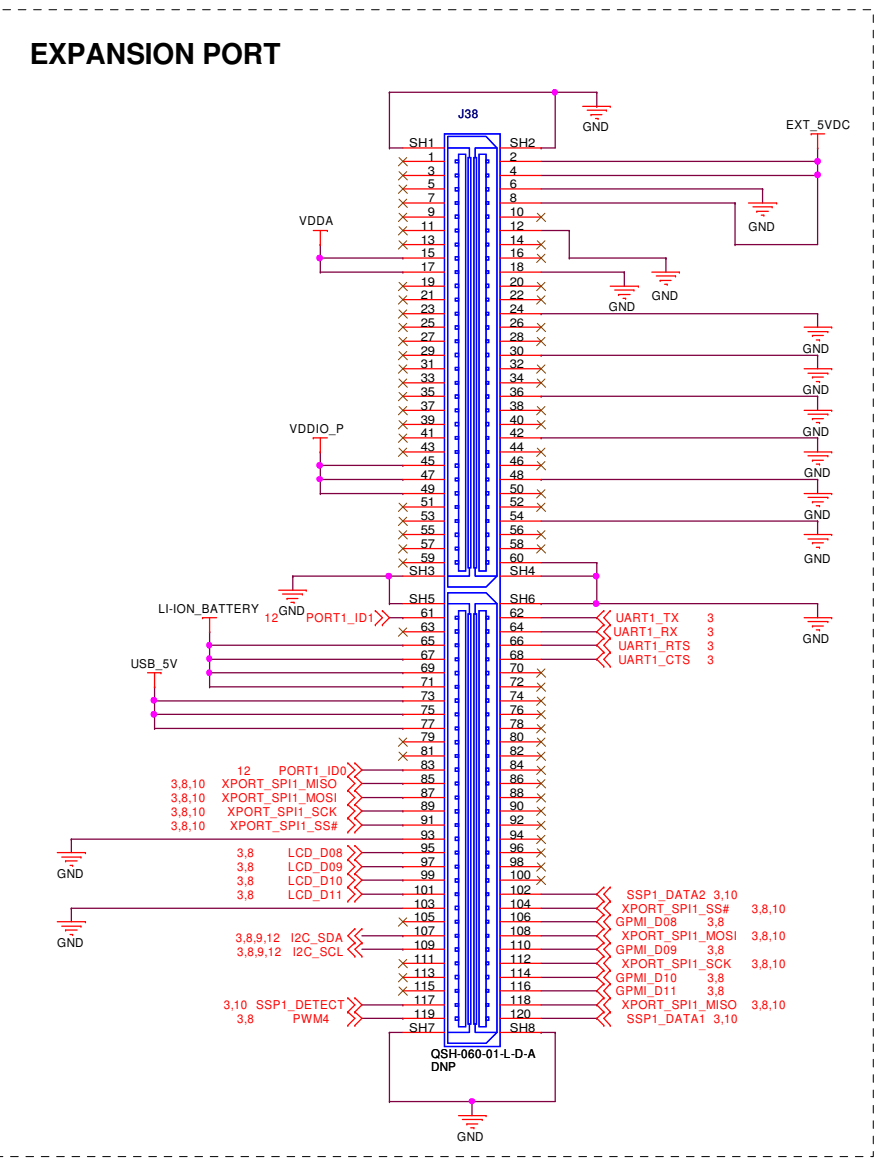 EXPANSION PORT
J38
GND
EXT_5VDC
SH1 SH2
1 2
3 4
5 6
7 8
GND
9 10
VDDA
11 12
13 14
15 16
17 18
GND
GND
19 20
21 22
23 24
25 26
GND
27 28
29 30
31 32
GND
33 34
35 36
37 38
GND
39 40
VDDIO_P
41 42
43 44
GND
45 46
47 48
49 50
GND
51 52
53 54
55 56
GND
57 58
59 60
SH3 SH4
GND
SH5 SH6
LI-ION_BATTERY
12 PORT1_ID1 61 62 UART1_TX 3
63 64 UART1_RX 3
GND
65 66 UART1_RTS 3
67 68 UART1_CTS 3
USB_5V
69 70
71 72
73 74
75 76
77 78
79 80
81 82
12 PORT1_ID0 83 84
3,8,10 XPORT_SPI1_MISO 85 86
3,8,10 XPORT_SPI1_MOSI 87 88
3,8,10 XPORT_SPI1_SCK 89 90
3,8,10 XPORT_SPI1_SS# 91 92
93 94
GND
3,8 LCD_D08 95 96
3,8 LCD_D09 97 98
3,8 LCD_D10 99 100
3,8 LCD_D11 101 102 SSP1_DATA2 3,10
103 104 XPORT_SPI1_SS# 3,8,10
GND
105 106 GPMI_D08 3,8
3,8,9,12 I2C_SDA 107 108 XPORT_SPI1_MOSI 3,8,10
3,8,9,12 I2C_SCL 109 110 GPMI_D09 3,8
111 112 XPORT_SPI1_SCK 3,8,10
113 114 GPMI_D10 3,8
115 116 GPMI_D11 3,8
3,10 SSP1_DETECT 117 118 XPORT_SPI1_MISO 3,8,10
3,8 PWM4 119 120 SSP1_DATA1 3,10
SH7 SH8
QSH-060-01-L-D-A
DNP
GND